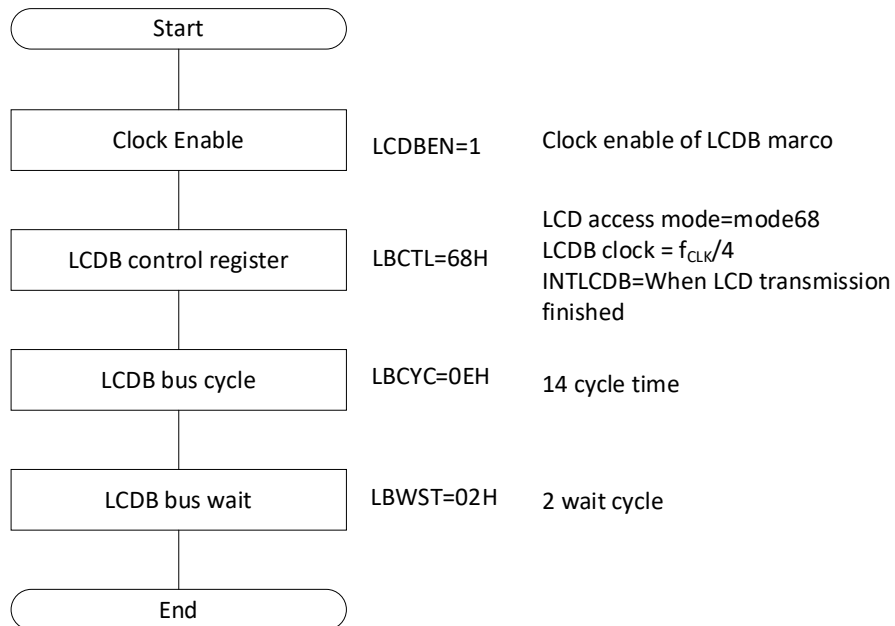 Start
Clock Enable
LCDBEN=1
Clock enable of LCDB marco
LCDB control register
LBCTL=68H
LCD access mode=mode68
LCDB clock = fCLK/4
INTLCDB=When LCD transmission
finished
LCDB bus cycle
LBCYC=0EH
14 cycle time
LCDB bus wait
LBWST=02H
2 wait cycle
End